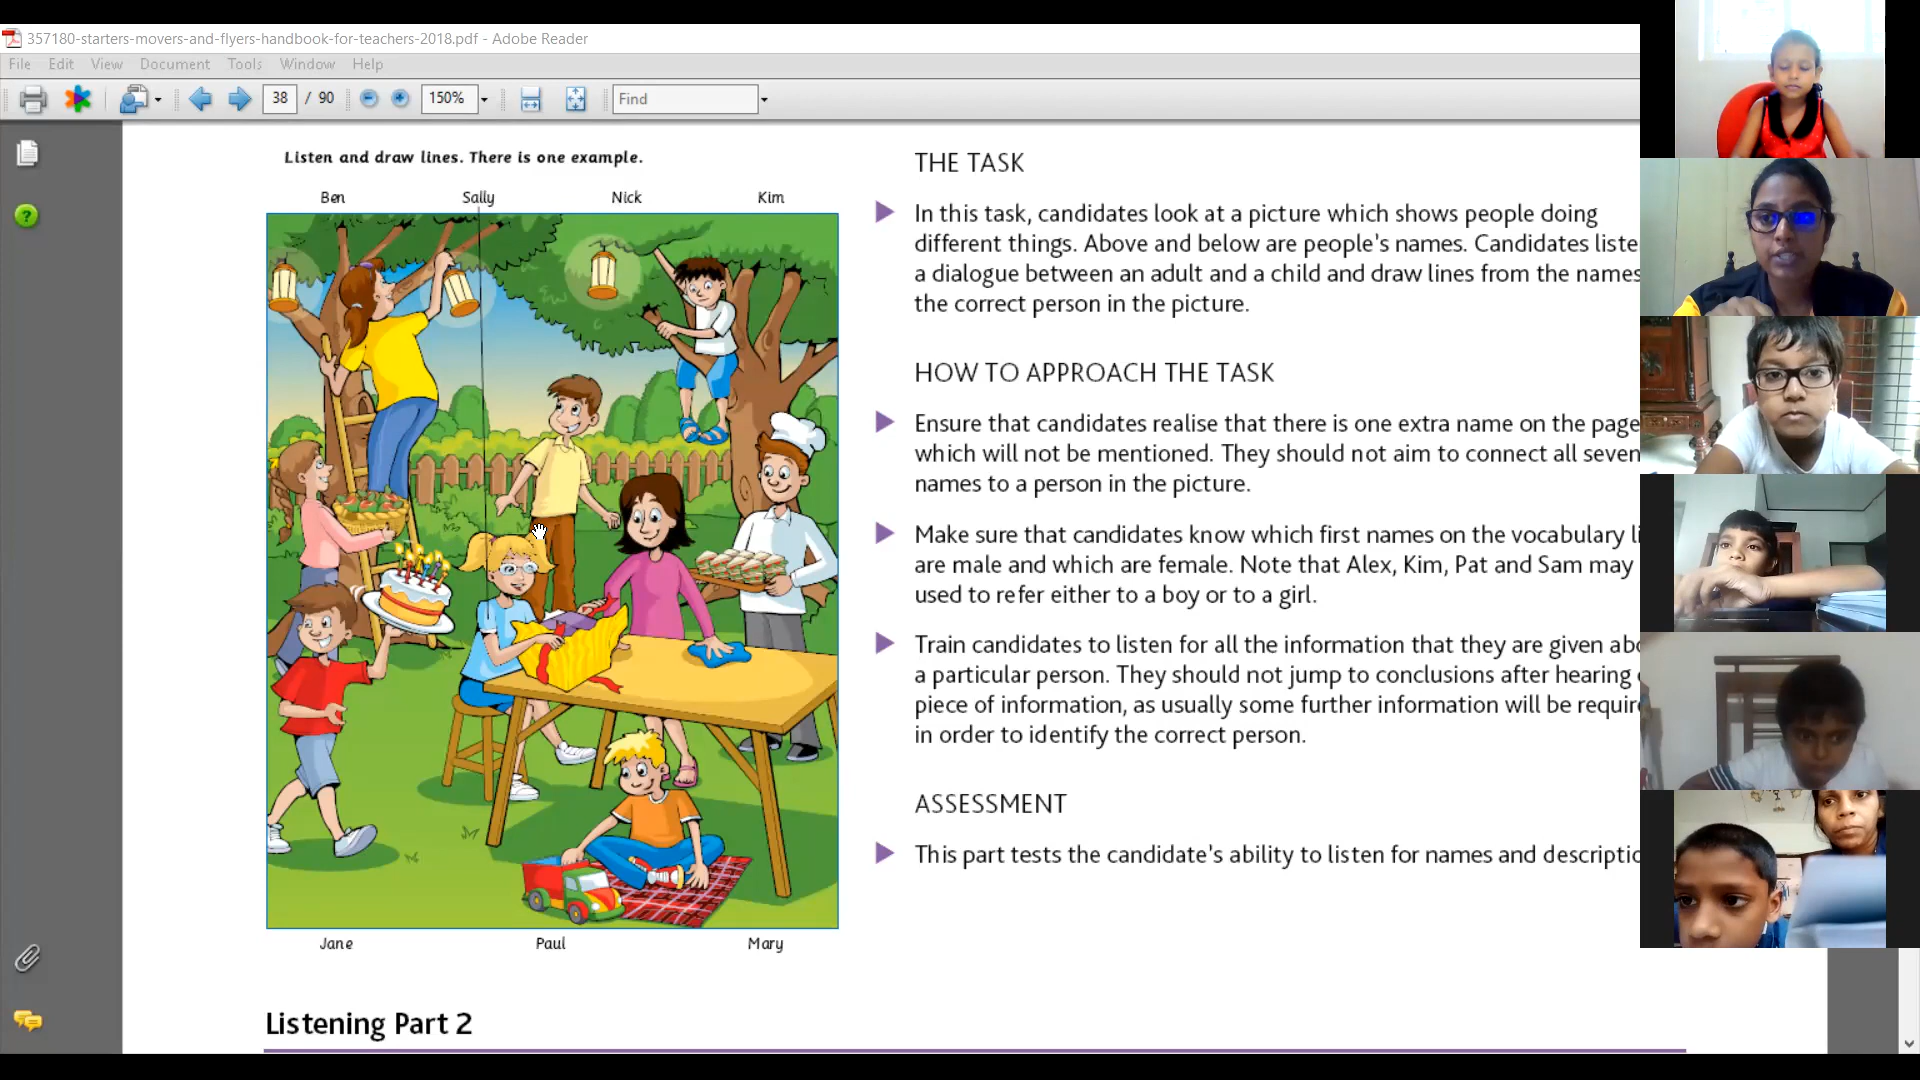 357180-starters-movers-and-flyers-handbook-for-teachers-2018.pdf - Adobe Reader
File Edit View Document Tools Window Help
38 / 90 150% Find
Listen and draw lines. There is one example.
Ben Sally Nick Kim
Jane Paul Mary
Listening Part 2
THE TASK
In this task, candidates look at a picture which shows people doing
different things. Above and below are people's names. Candidates liste
a dialogue between an adult and a child and draw lines from the names
the correct person in the picture.
HOW TO APPROACH THE TASK
Ensure that candidates realise that there is one extra name on the page
which will not be mentioned. They should not aim to connect all seven
names to a person in the picture.
Make sure that candidates know which first names on the vocabulary li
are male and which are female. Note that Alex, Kim, Pat and Sam may
used to refer either to a boy or to a girl.
Train candidates to listen for all the information that they are given abo
a particular person. They should not jump to conclusions after hearing
piece of information, as usually some further information will be requir
in order to identify the correct person.
ASSESSMENT
This part tests the candidate's ability to listen for names and descriptio